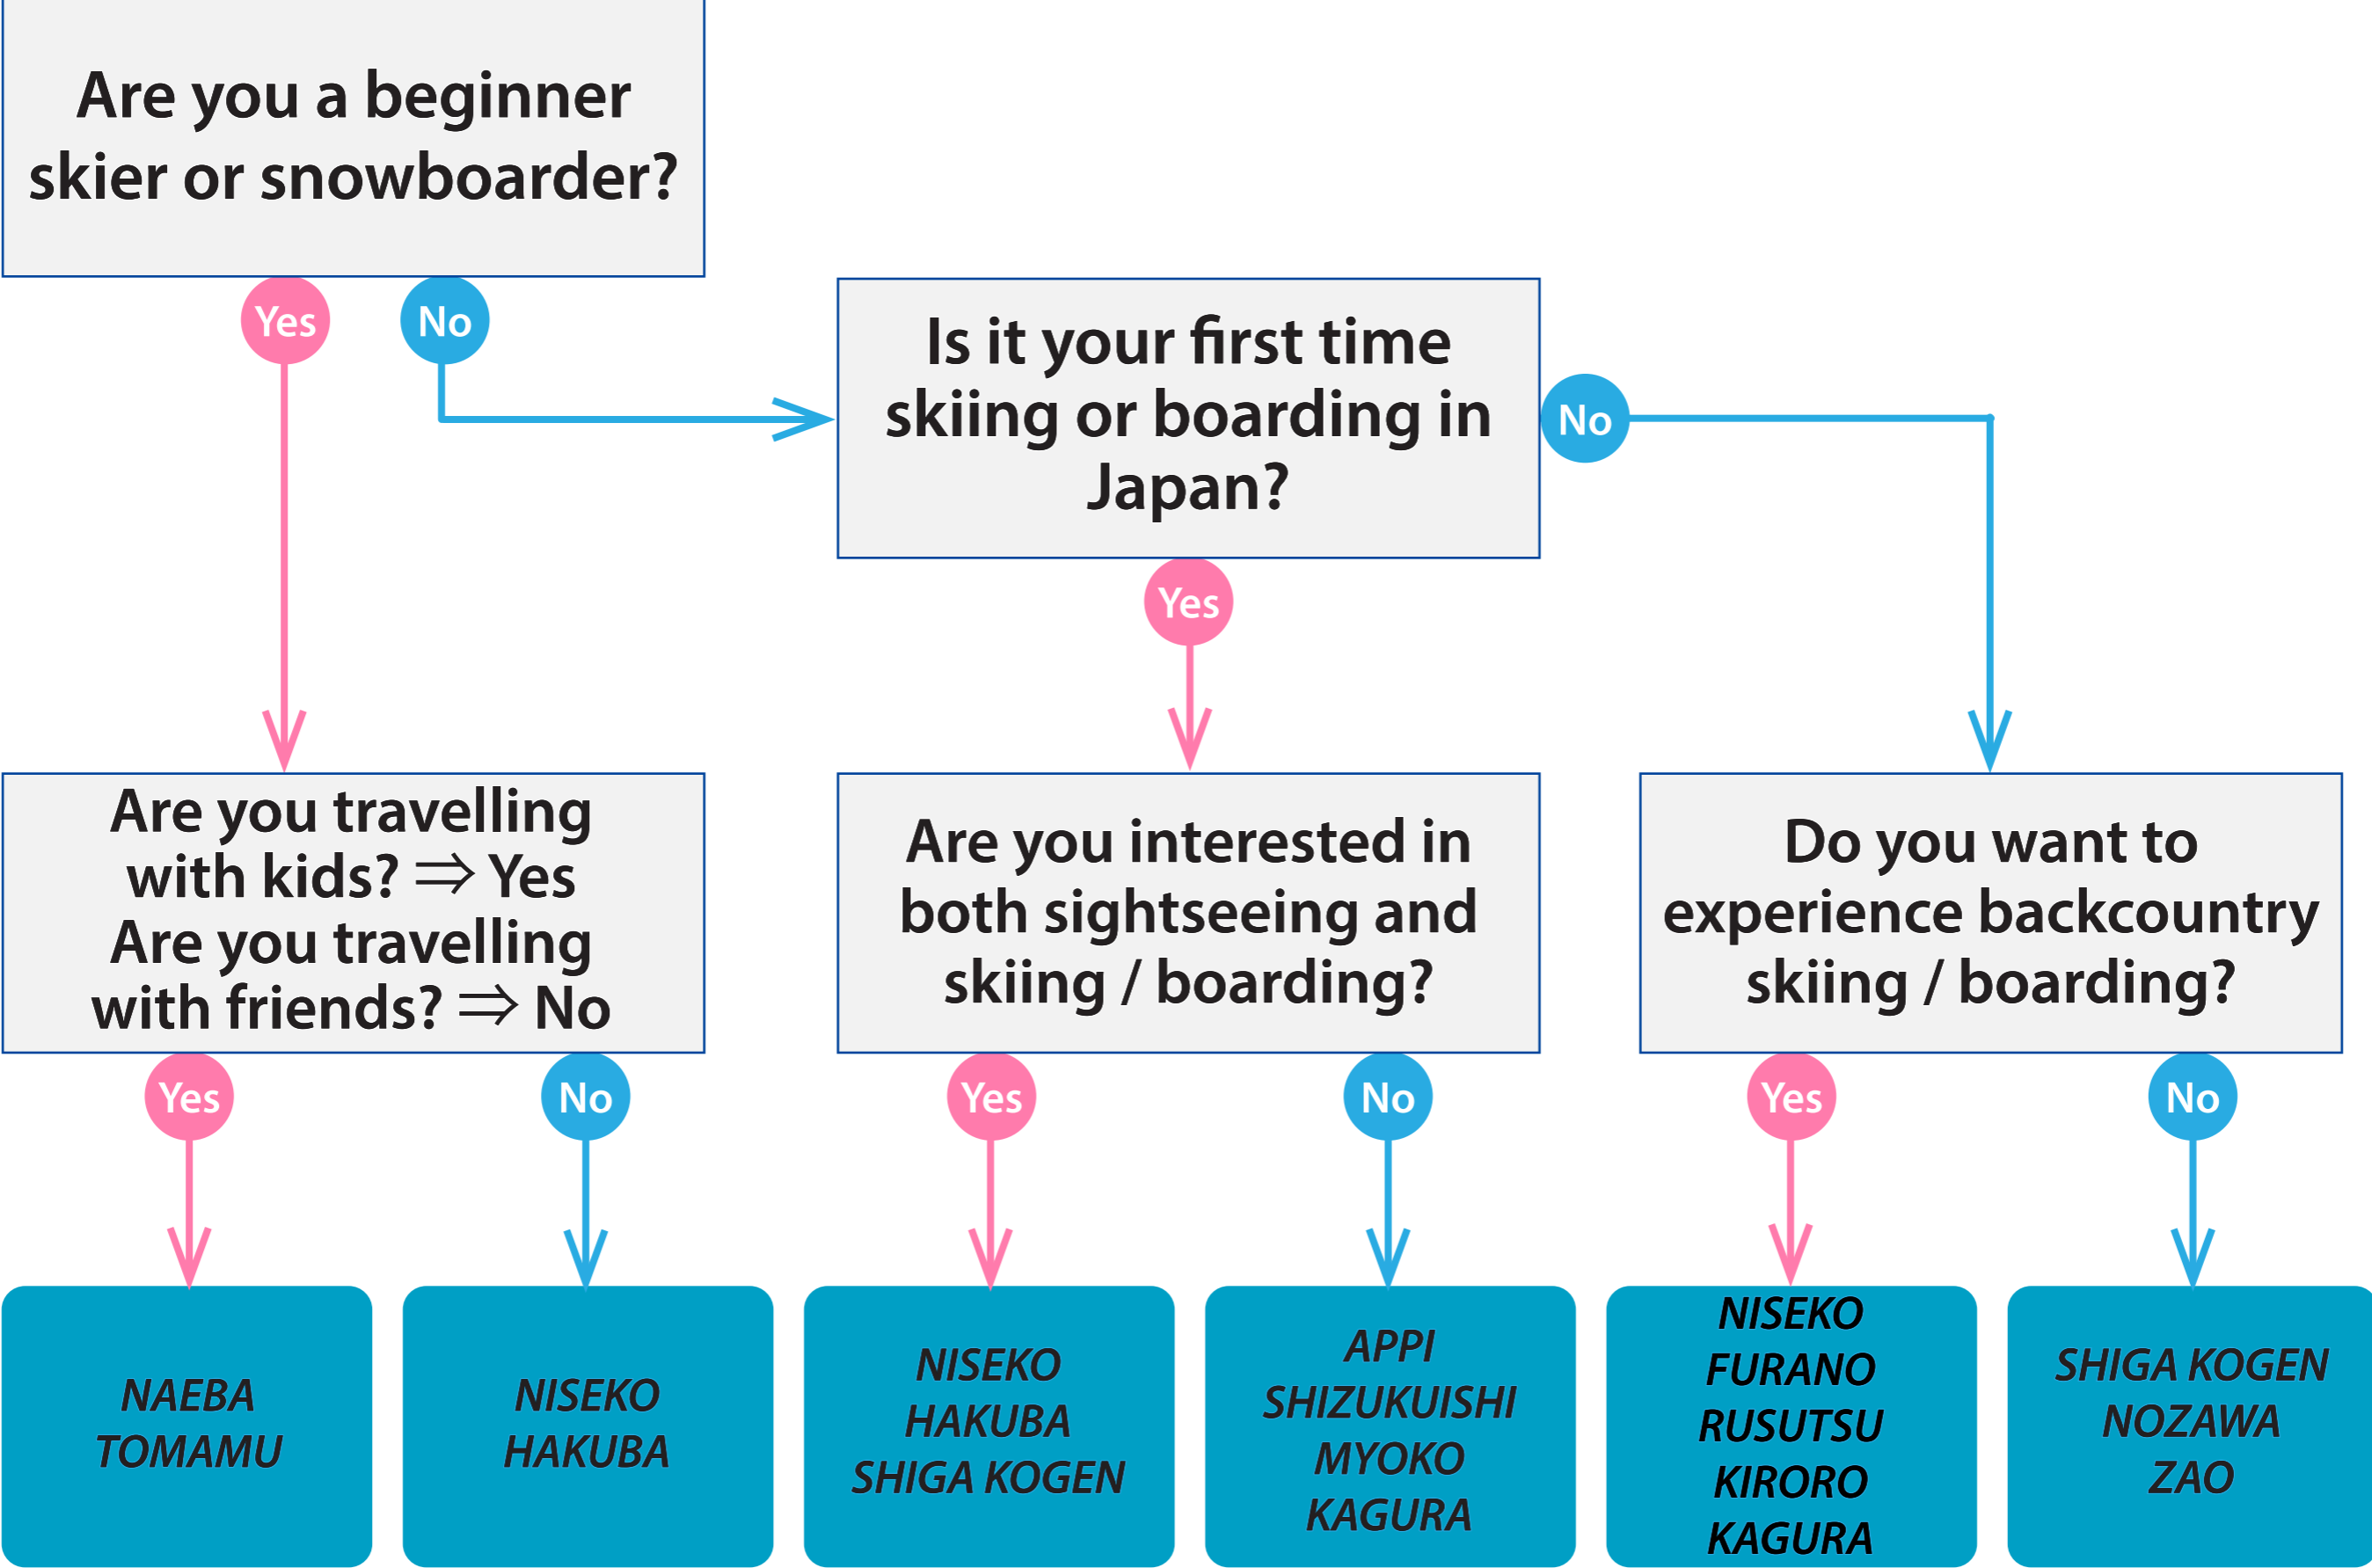 Are you a beginner
skier or snowboarder?
Yes
No
Is it your first time
skiing or boarding in
Japan?
No
Yes
Are you travelling
with kids? ⇒ Yes
Are you travelling
with friends? ⇒ No
Are you interested in
both sightseeing and
skiing / boarding?
Do you want to
experience backcountry
skiing / boarding?
Yes
No
Yes
No
Yes
No
NAEBA
TOMAMU
NISEKO
HAKUBA
NISEKO
HAKUBA
SHIGA KOGEN
APPI
SHIZUKUISHI
MYOKO
KAGURA
NISEKO
FURANO
RUSUTSU
KIRORO
KAGURA
SHIGA KOGEN
NOZAWA
ZAO